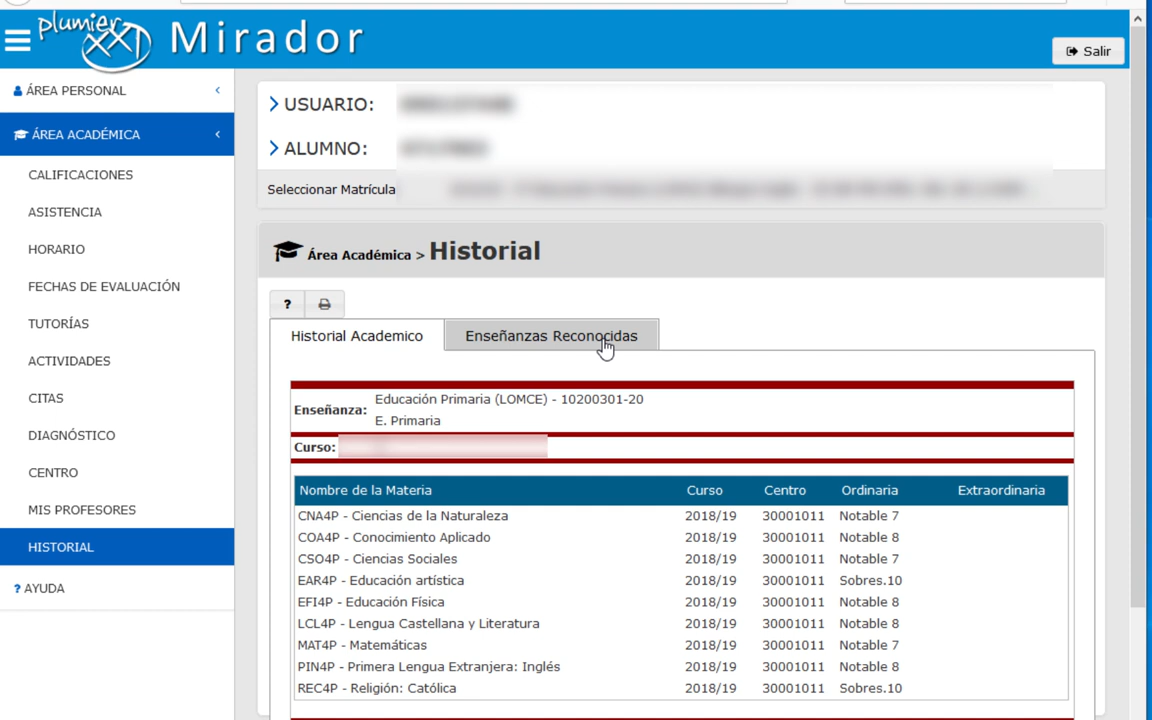 plumier
XXI
Mirador
Salir
ÁREA PERSONAL
ÁREA ACADÉMICA
CALIFICACIONES
ASISTENCIA
HORARIO
FECHAS DE EVALUACIÓN
TUTORÍAS
ACTIVIDADES
CITAS
DIAGNÓSTICO
CENTRO
MIS PROFESORES
HISTORIAL
? AYUDA
USUARIO:
ALUMNO:
Seleccionar Matrícula
Área Académica > Historial
?
Historial Academico Enseñanzas Reconocidas
Enseñanza: Educación Primaria (LOMCE) - 10200301-20
E. Primaria
Curso:
Nombre de la Materia Curso Centro Ordinaria Extraordinaria
CNA4P - Ciencias de la Naturaleza 2018/19 30001011 Notable 7
COA4P - Conocimiento Aplicado 2018/19 30001011 Notable 8
CSO4P - Ciencias Sociales 2018/19 30001011 Notable 7
EAR4P - Educación artística 2018/19 30001011 Sobres.10
EFI4P - Educación Física 2018/19 30001011 Notable 8
LCL4P - Lengua Castellana y Literatura 2018/19 30001011 Notable 8
MAT4P - Matemáticas 2018/19 30001011 Notable 7
PIN4P - Primera Lengua Extranjera: Inglés 2018/19 30001011 Notable 8
REC4P - Religión: Católica 2018/19 30001011 Sobres.10